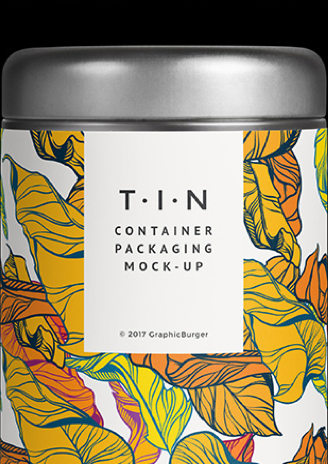 T·I·N
CONTAINER
PACKAGING
MOCK-UP
© 2017 GraphicBurger